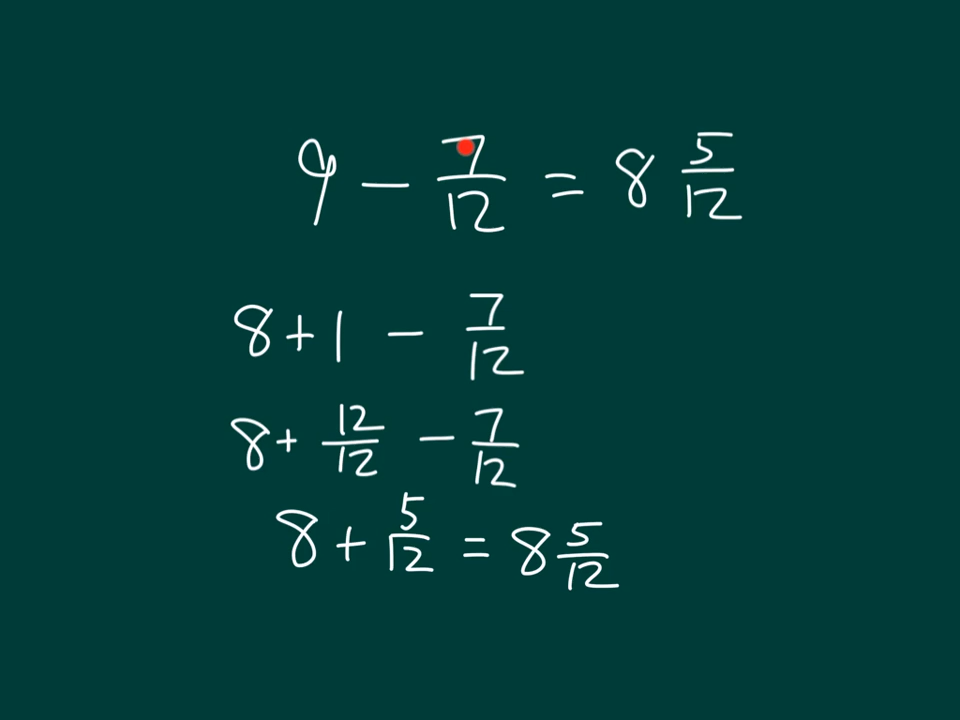 9 − 7/12 = 8 5/12
8 + 1 − 7/12
8 + 12/12 − 7/12
8 + 5/12 = 8 5/12